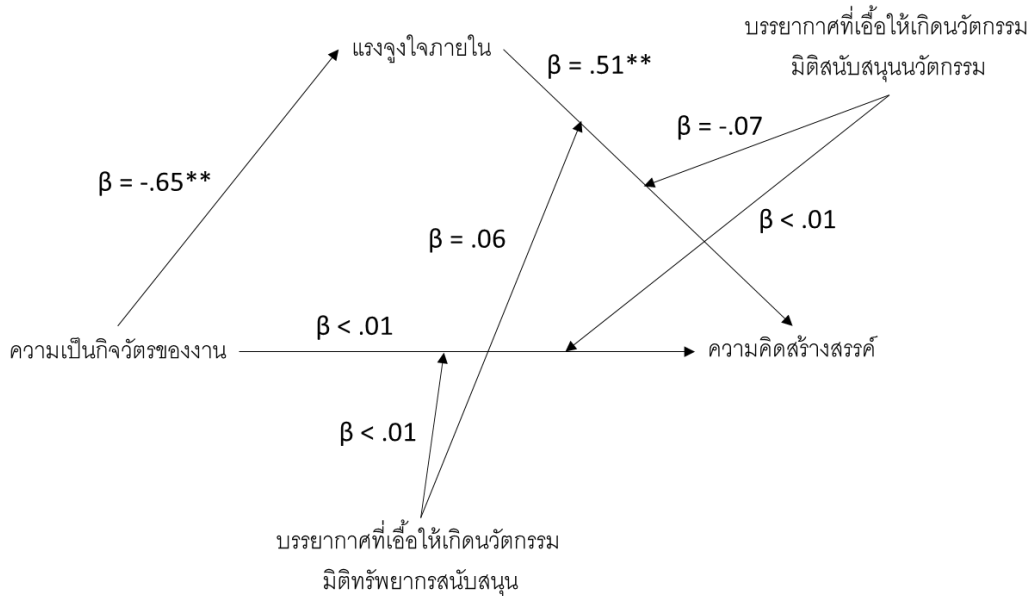 บรรยากาศที่เอื้อให้เกิดนวัตกรรม
มิติสนับสนุนนวัตกรรม
แรงจูงใจภายใน
β = .51**
β = -.07
β = -.65**
β = .06
β < .01
β < .01
ความเป็นกิจวัตรของงาน
ความคิดสร้างสรรค์
β < .01
บรรยากาศที่เอื้อให้เกิดนวัตกรรม
มิติทรัพยากรสนับสนุน